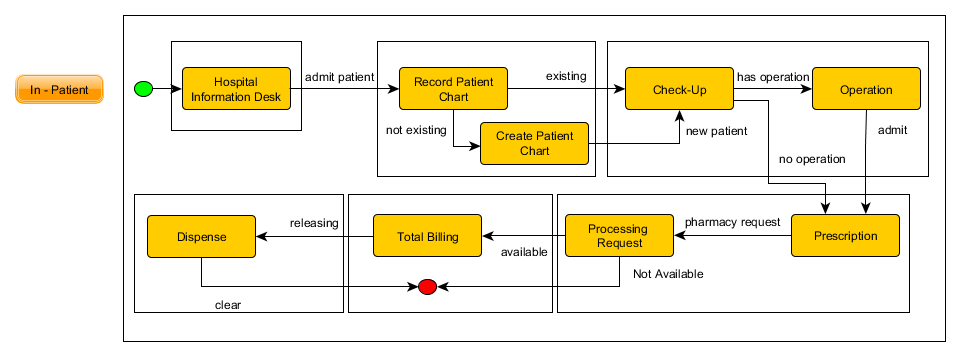 In - Patient
Hospital
Information Desk
admit patient
Record Patient
Chart
existing
not existing
Create Patient
Chart
new patient
Check-Up
has operation
Operation
admit
no operation
Prescription
pharmacy request
Processing
Request
available
Not Available
Total Billing
releasing
Dispense
clear